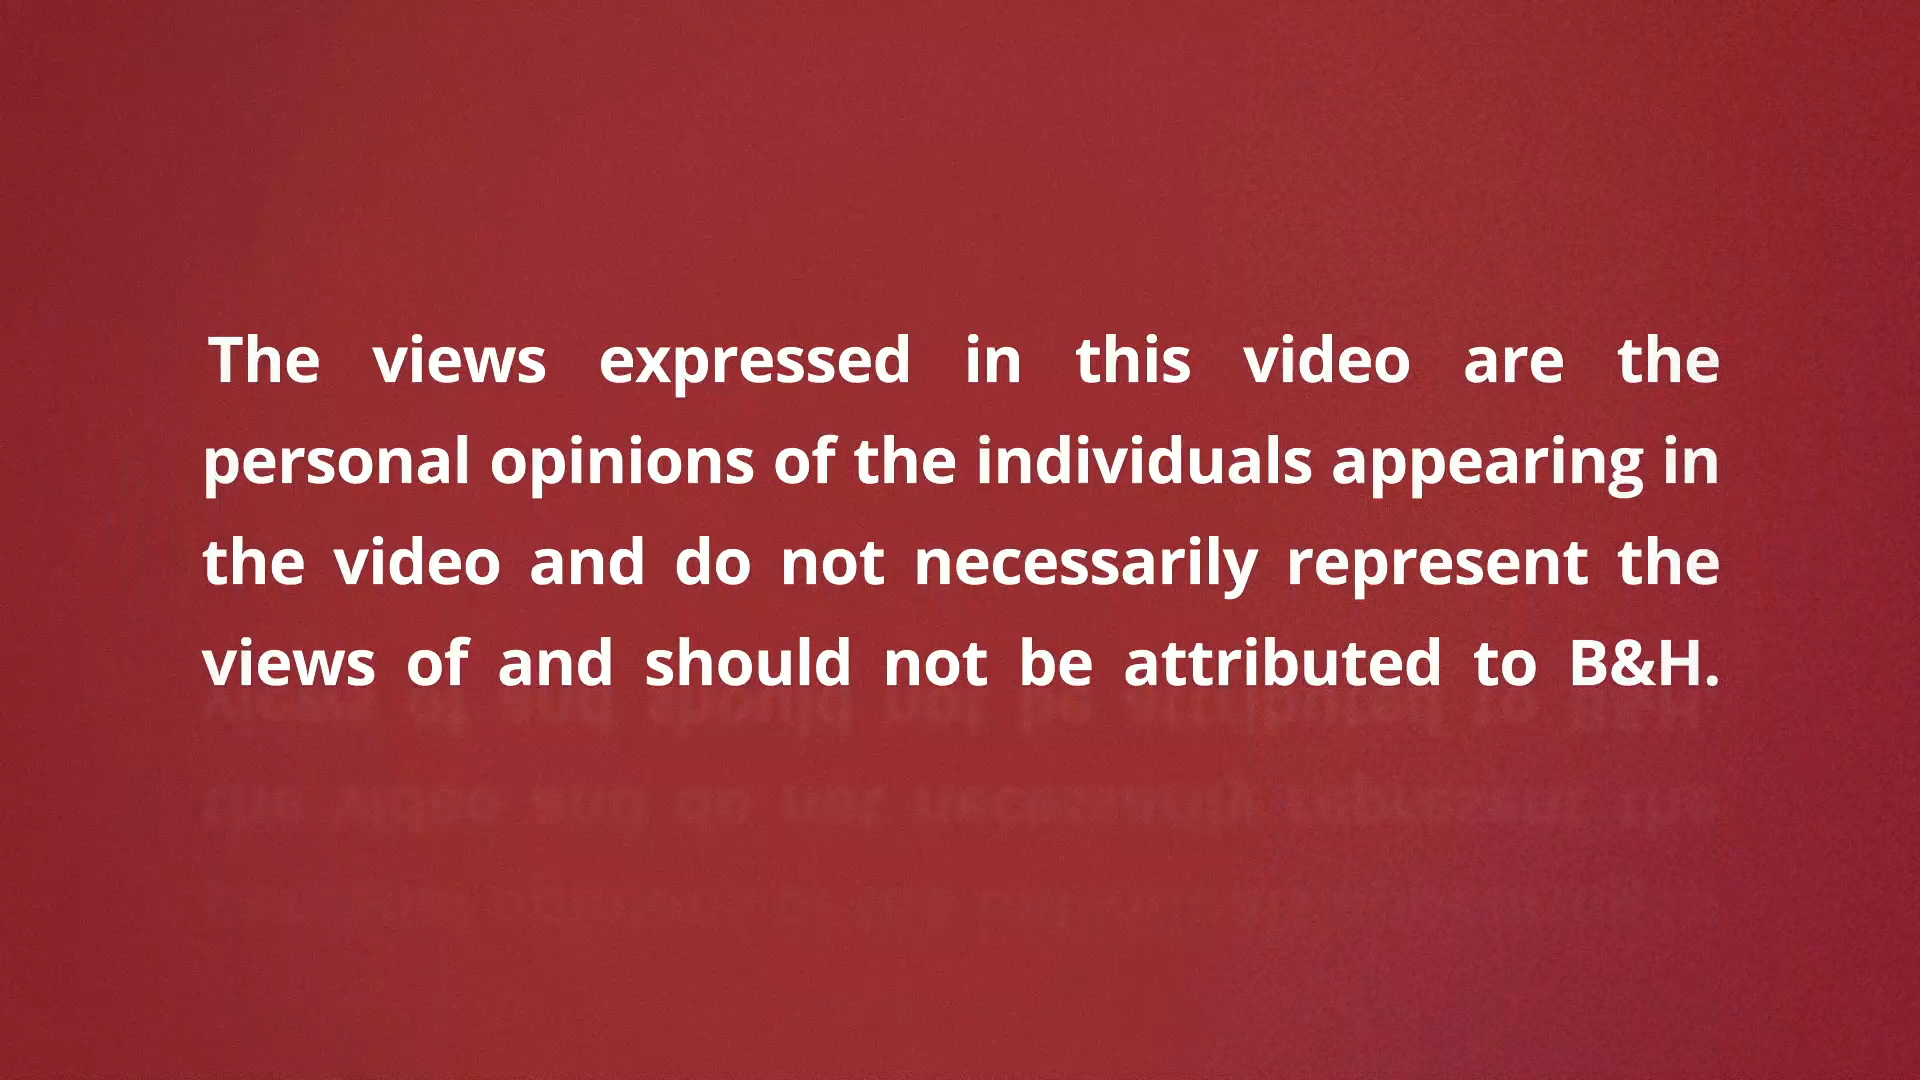 The views expressed in this video are the
personal opinions of the individuals appearing in
the video and do not necessarily represent the
views of and should not be attributed to B&H.